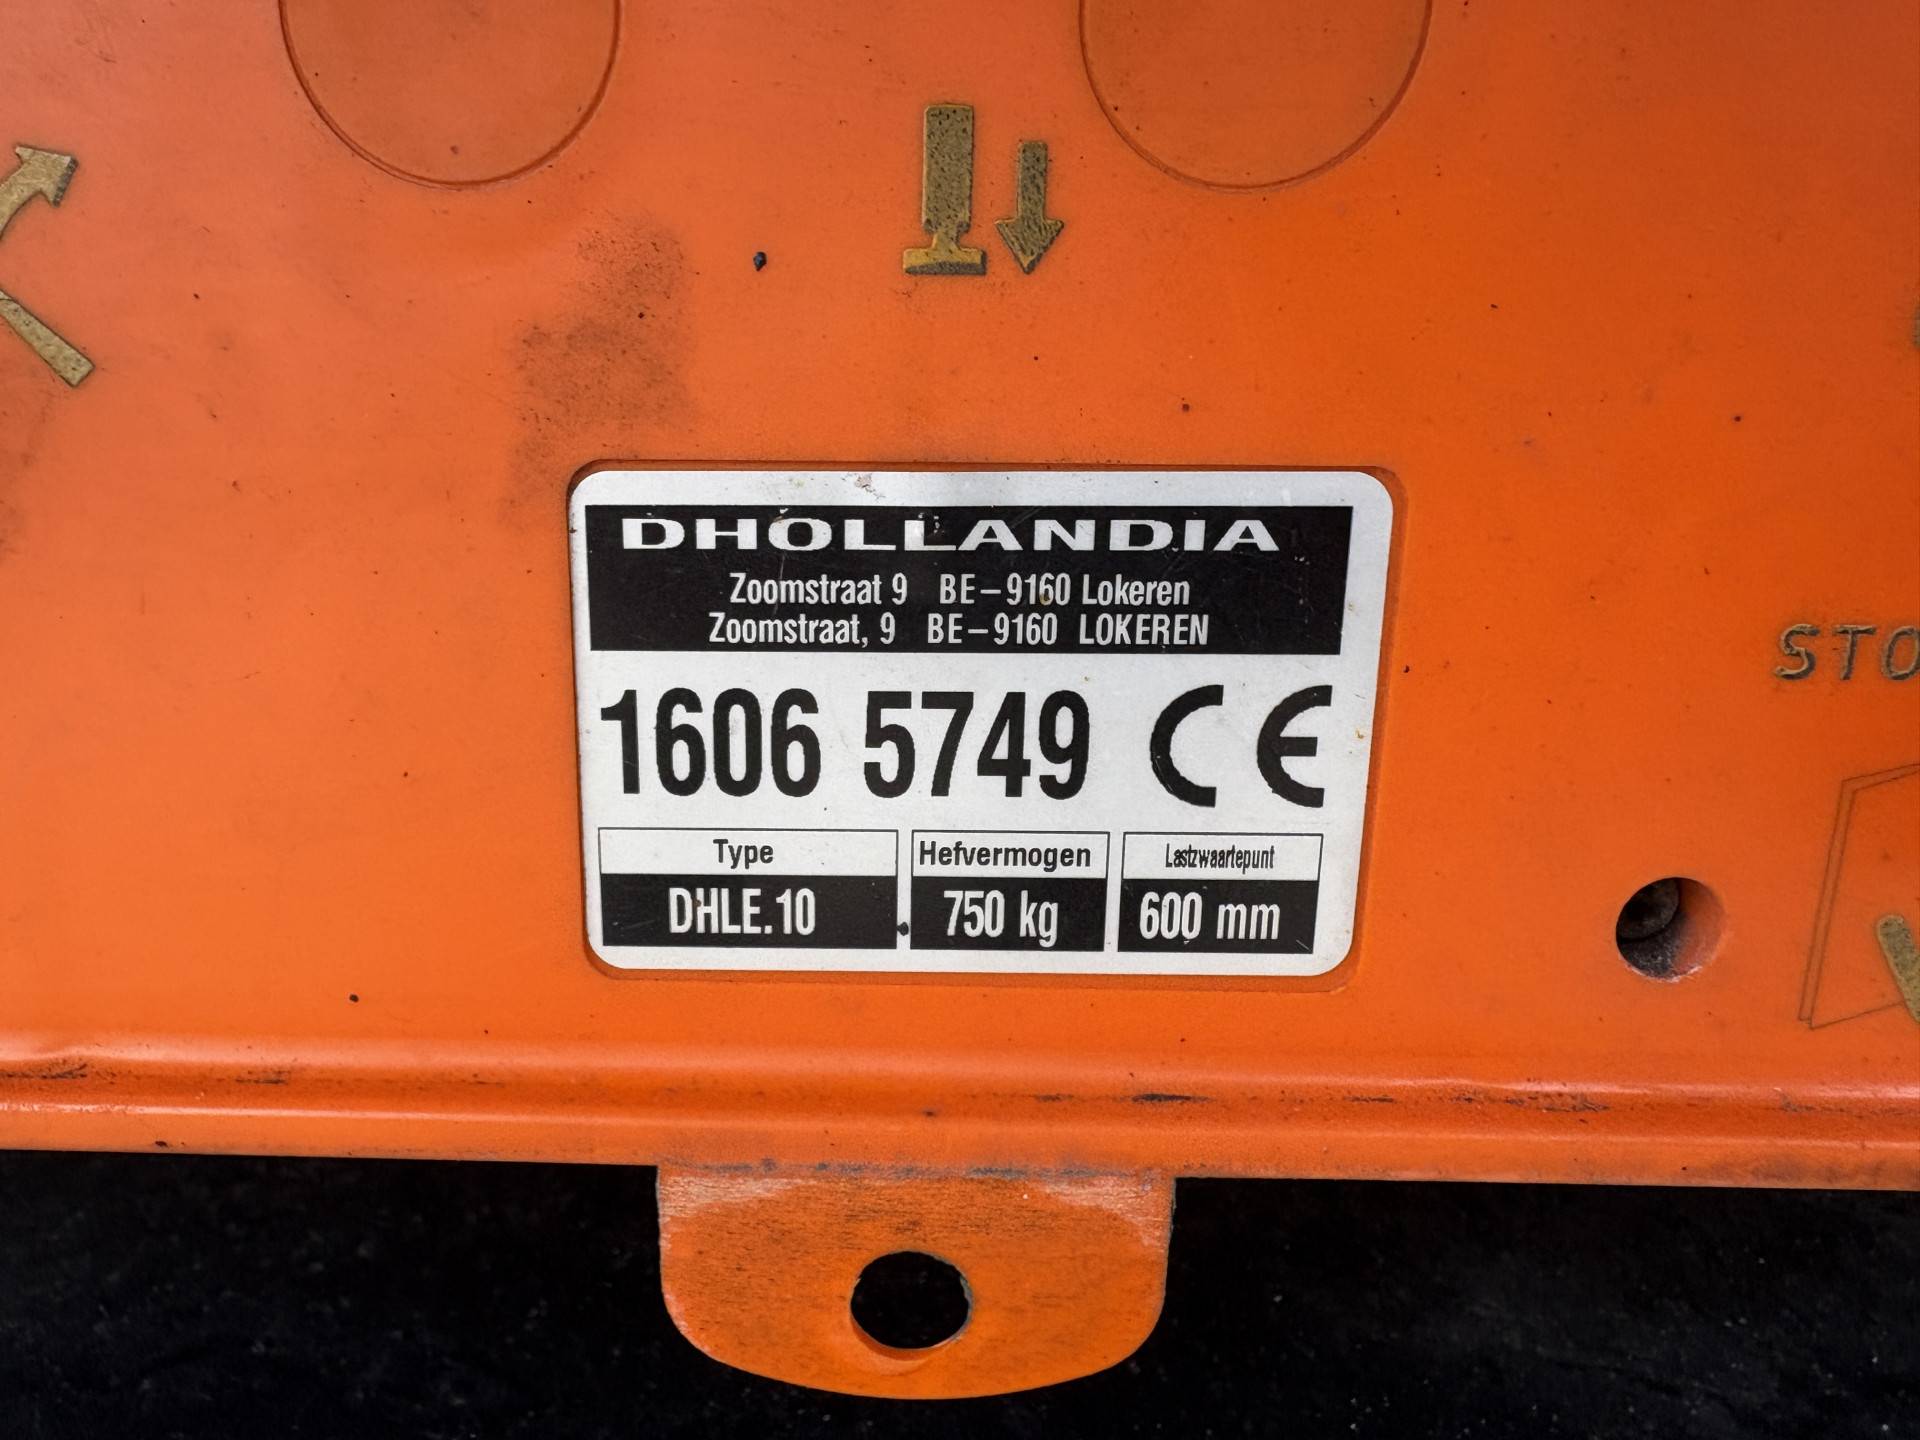 DHOLLANDIA
Zoomstraat 9 BE-9160 Lokeren
Zoomstraat, 9 BE-9160 LOKEREN
1606 5749 CE
Type Hefvermogen Lastzwaartepunt
DHLE.10 750 kg 600 mm
STO